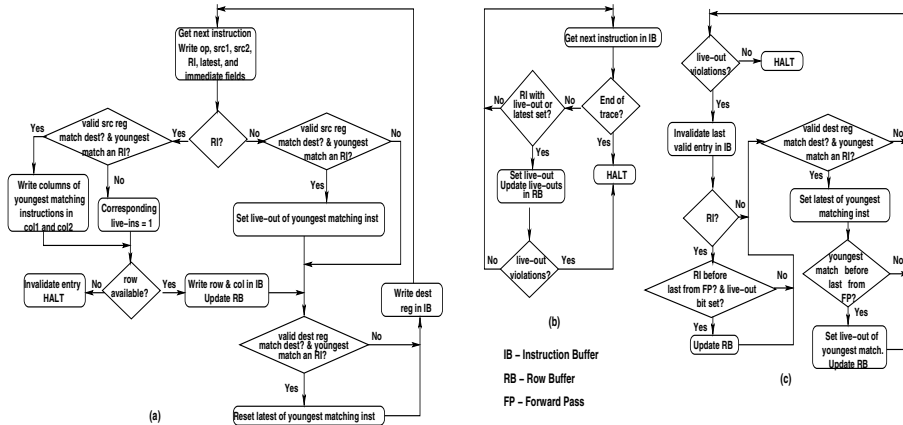 Get next instruction
Write op, src1, src2,
RI, latest, and
immediate fields
valid src reg
match dest? & youngest
match an RI?
Yes
Yes
RI?
No
valid src reg
match dest? & youngest
match an RI?
No
No
Yes
Write columns of
youngest matching
instructions in
col1 and col2
Corresponding
live-ins = 1
Set live-out of youngest matching inst
Invalidate entry
HALT
No
row
available?
Yes
Write row & col in IB
Update RB
Write dest
reg in IB
valid dest reg
match dest? & youngest
match an RI?
No
Yes
Reset latest of youngest matching inst
(a)
Get next instruction in IB
No
RI with
live-out or
latest set?
No
End of
trace?
Yes
Yes
Set live-out
Update live-outs
in RB
HALT
No
live-out
violations?
Yes
(b)
IB – Instruction Buffer
RB – Row Buffer
FP – Forward Pass
live-out
violations?
No
HALT
Yes
Invalidate last
valid entry in IB
valid dest reg
match dest? & youngest
match an RI?
No
Yes
RI?
No
Set latest of youngest
matching inst
Yes
RI before
last from FP? & live-out
bit set?
No
youngest
match before
last from
FP?
No
Yes
Yes
Update RB
Set live-out of
youngest match.
Update RB
(c)